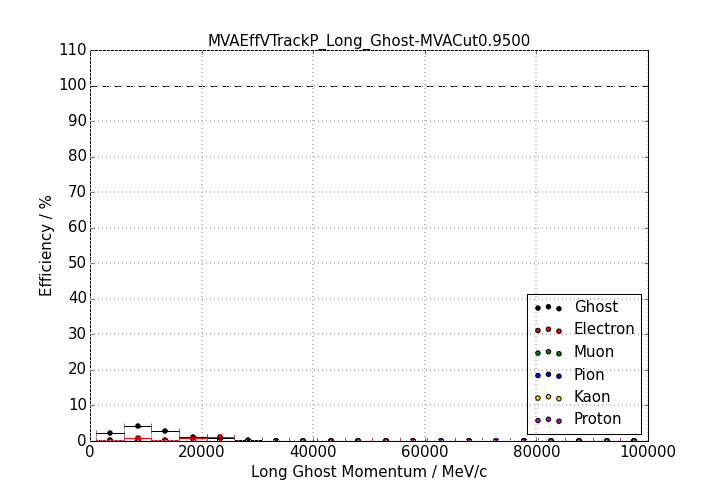 MVAEffVTrackP_Long_Ghost-MVACut0.9500
110
100
90
80
70
60
50
40
30
20
10
0
Efficiency / %
Ghost
Electron
Muon
Pion
Kaon
Proton
0 20000 40000 60000 80000 100000
Long Ghost Momentum / MeV/c